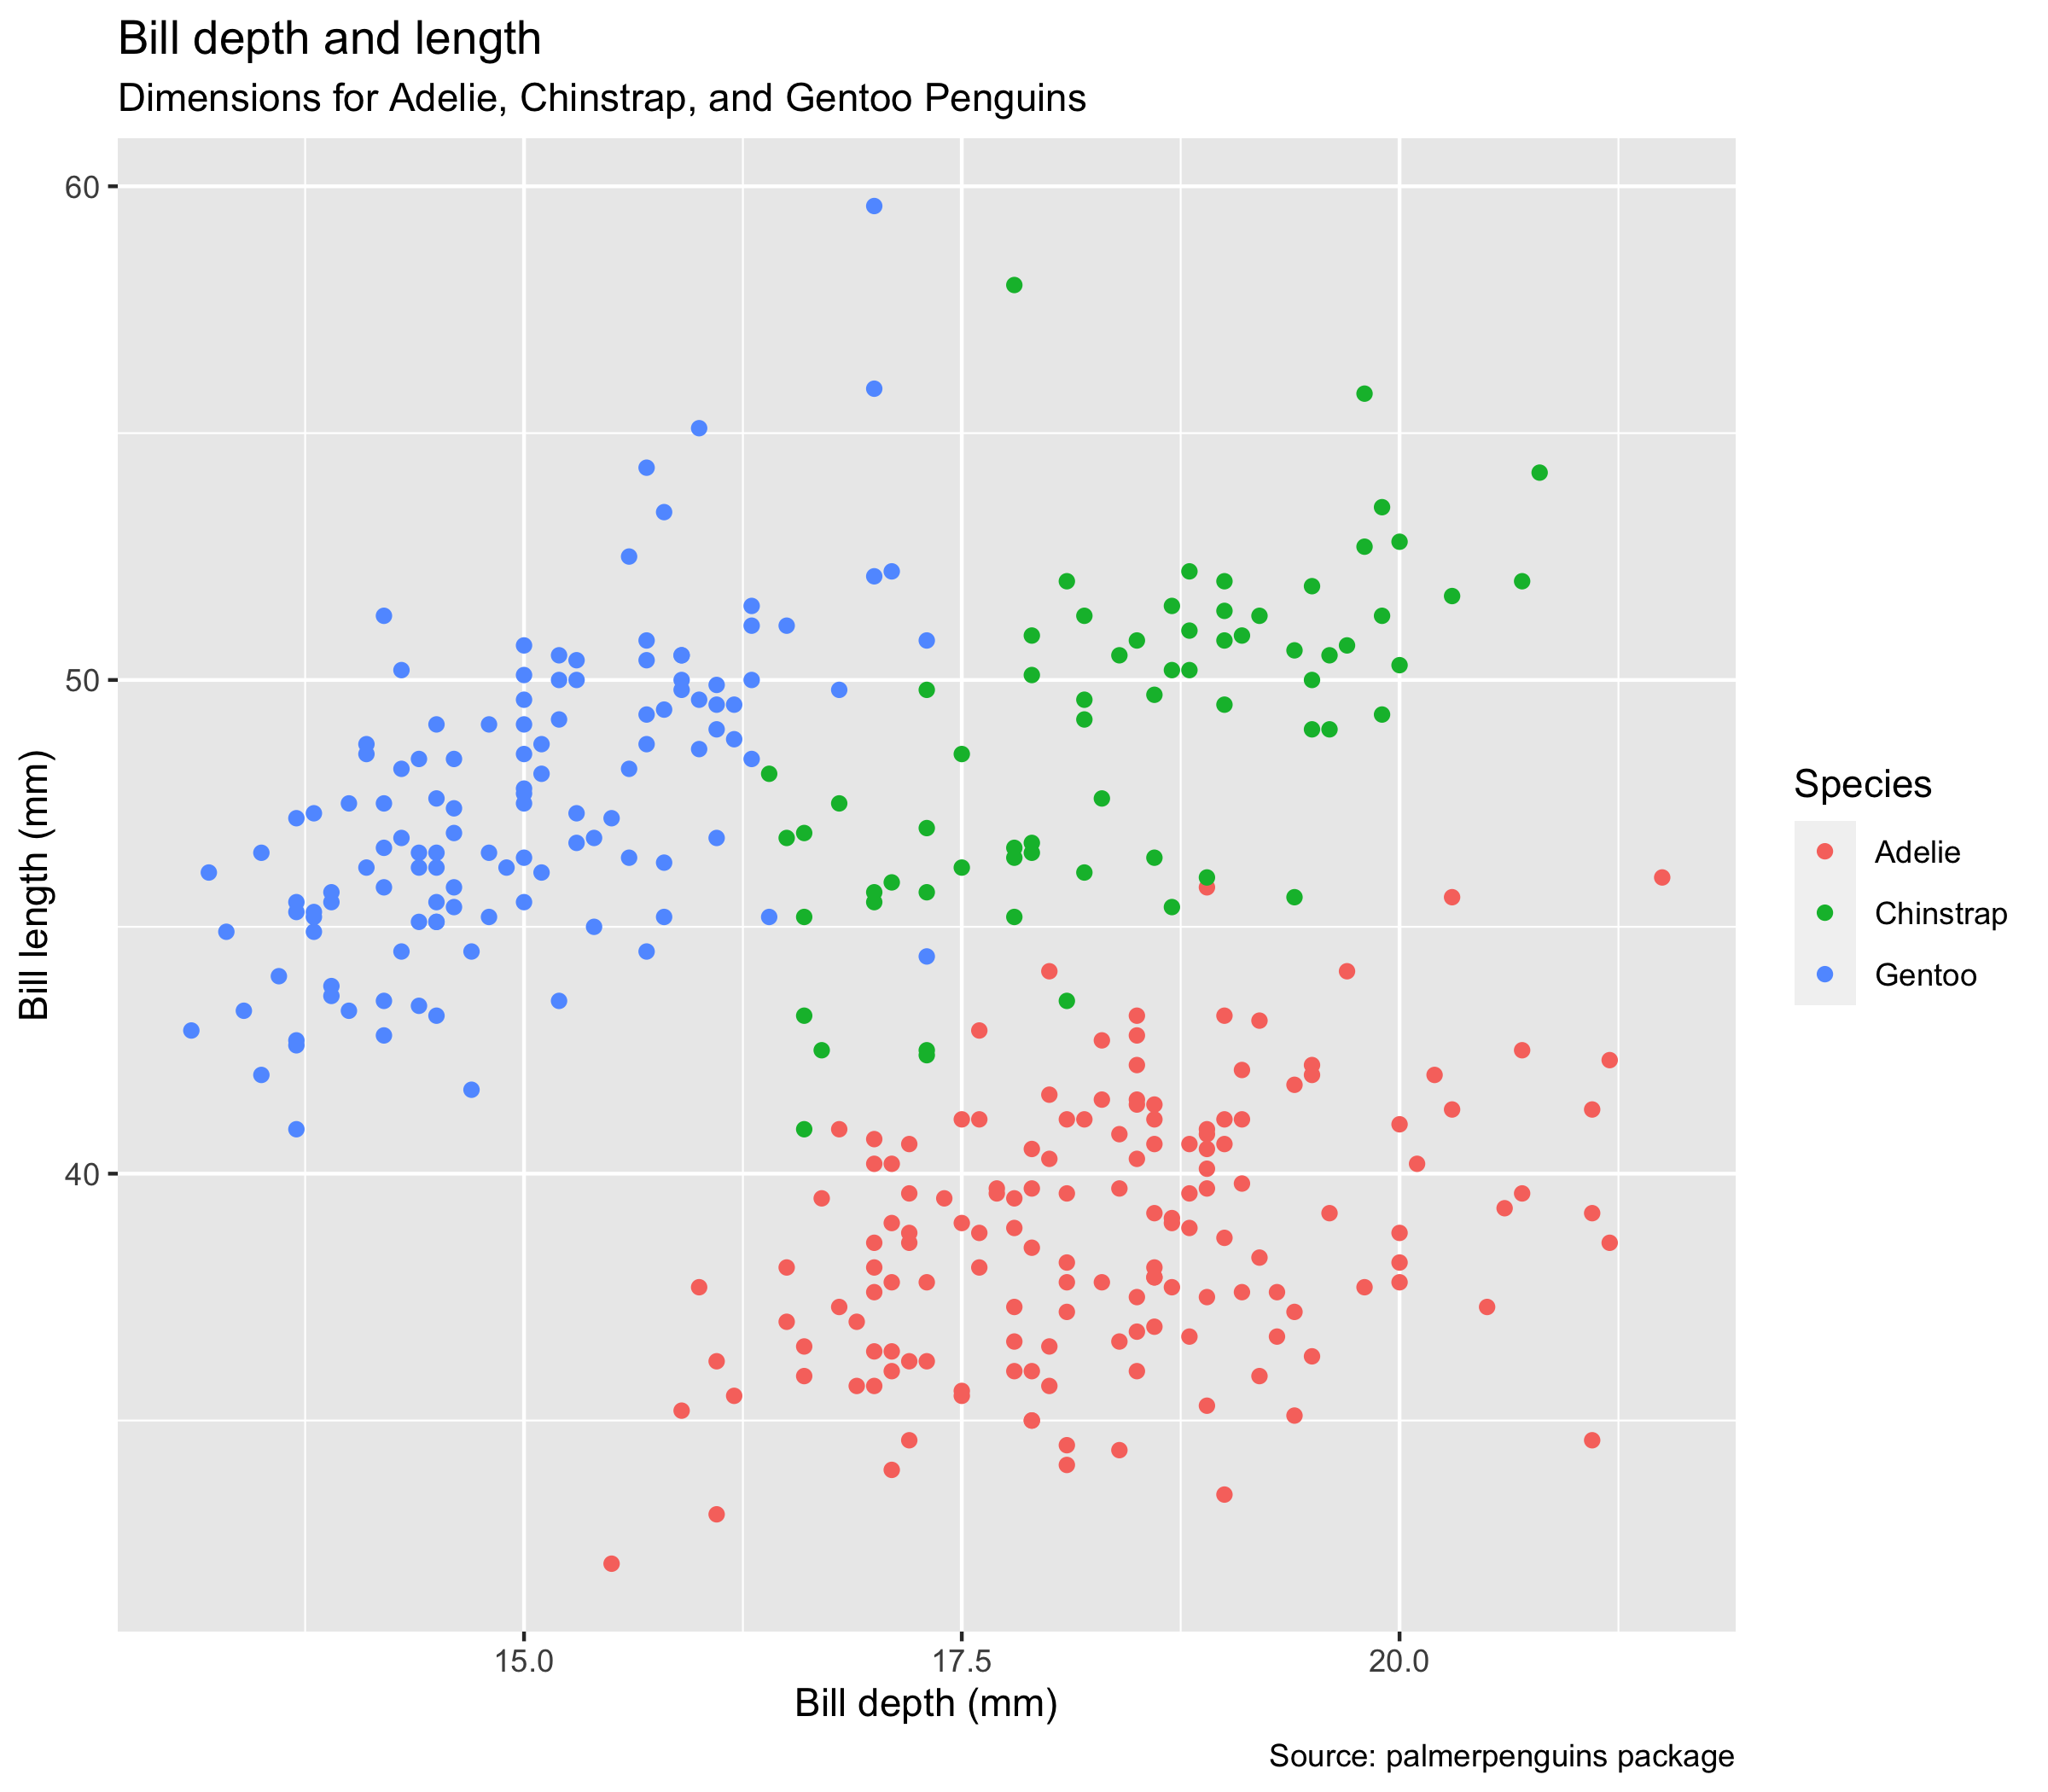 Bill depth and length
Dimensions for Adelie, Chinstrap, and Gentoo Penguins
60
50
40
Bill length (mm)
15.0 17.5 20.0
Bill depth (mm)
Species
Adelie
Chinstrap
Gentoo
Source: palmerpenguins package